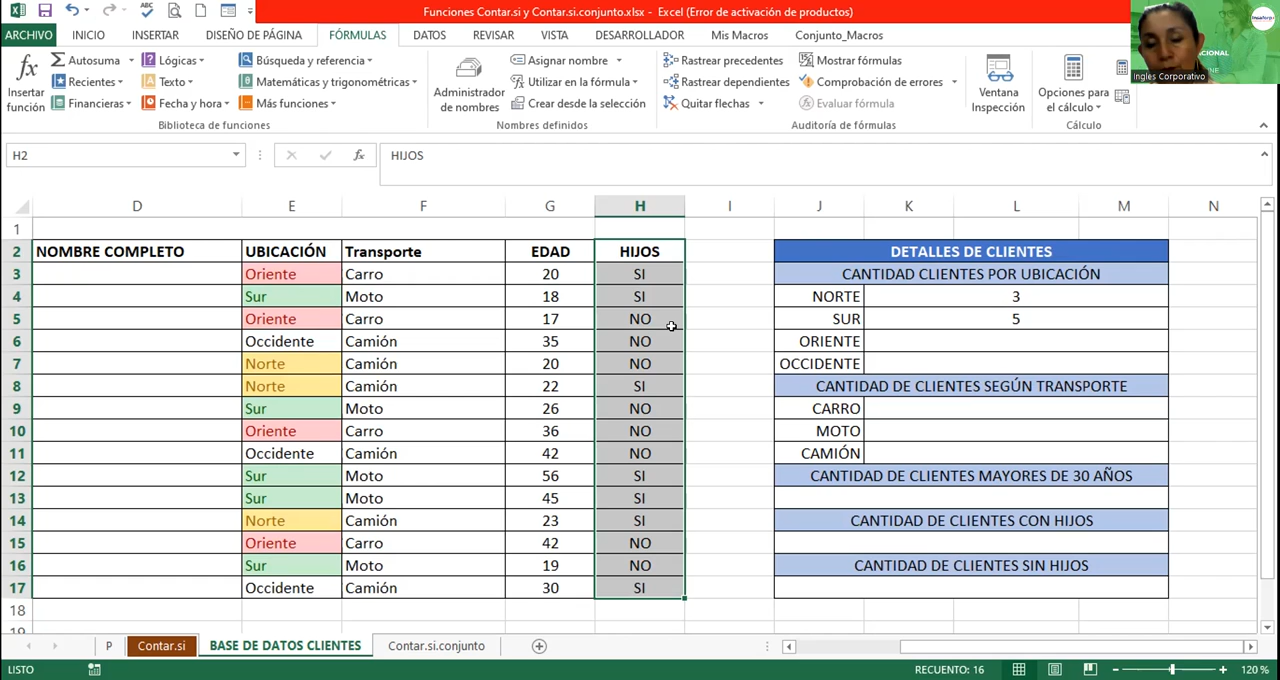 Funciones Contar.si y Contar.si.conjunto.xlsx - Excel (Error de activación de productos)
ARCHIVO INICIO INSERTAR DISEÑO DE PÁGINA FÓRMULAS DATOS REVISAR VISTA DESARROLLADOR Mis Macros Conjunto_Macros
Ingles Corporativo
Insertar función
Autosuma Lógicas Búsqueda y referencia
Recientes Texto Matemáticas y trigonométricas
Financieras Fecha y hora Más funciones
Biblioteca de funciones
Administrador de nombres
Asignar nombre
Utilizar en la fórmula
Crear desde la selección
Nombres definidos
Rastrear precedentes Mostrar fórmulas
Rastrear dependientes Comprobación de errores
Quitar flechas Evaluar fórmula
Auditoría de fórmulas
Ventana Inspección
Opciones para el cálculo
Cálculo
H2 fx HIJOS
D E F G H I J K L M N
1
2 NOMBRE COMPLETO UBICACIÓN Transporte EDAD HIJOS DETALLES DE CLIENTES
3 Oriente Carro 20 SI CANTIDAD CLIENTES POR UBICACIÓN
4 Sur Moto 18 SI NORTE 3
5 Oriente Carro 17 NO SUR 5
6 Occidente Camión 35 NO ORIENTE
7 Norte Camión 20 NO OCCIDENTE
8 Norte Camión 22 SI CANTIDAD DE CLIENTES SEGÚN TRANSPORTE
9 Sur Moto 26 NO CARRO
10 Oriente Carro 36 NO MOTO
11 Occidente Camión 42 NO CAMIÓN
12 Sur Moto 56 SI CANTIDAD DE CLIENTES MAYORES DE 30 AÑOS
13 Sur Moto 45 SI
14 Norte Camión 23 SI CANTIDAD DE CLIENTES CON HIJOS
15 Oriente Carro 42 NO
16 Sur Moto 19 NO CANTIDAD DE CLIENTES SIN HIJOS
17 Occidente Camión 30 SI
18
19
P Contar.si BASE DE DATOS CLIENTES Contar.si.conjunto
LISTO RECUENTO: 16 120 %